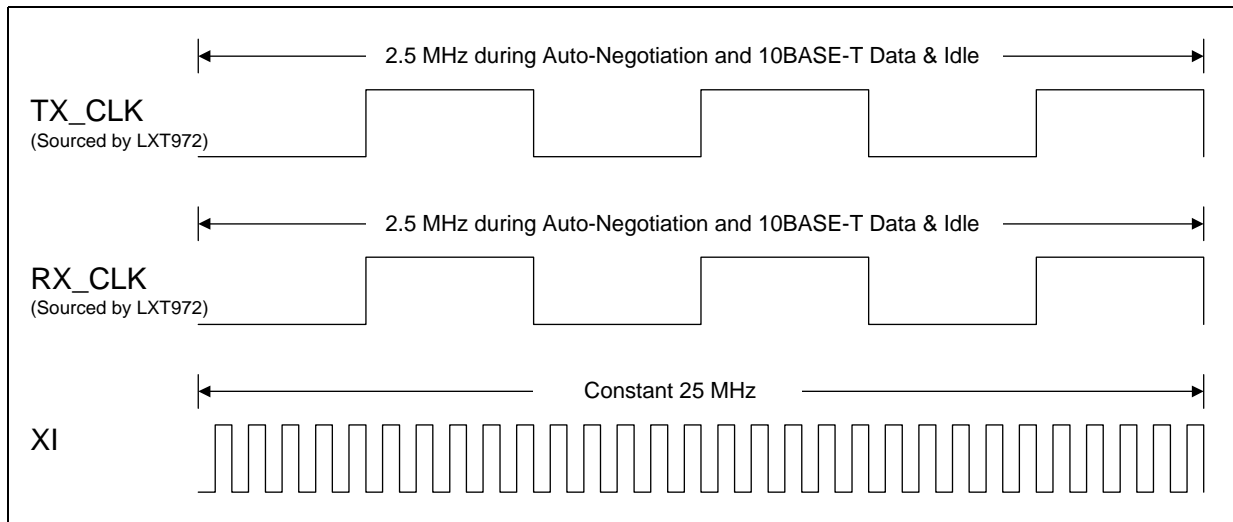 2.5 MHz during Auto-Negotiation and 10BASE-T Data & Idle
TX_CLK
(Sourced by LXT972)
2.5 MHz during Auto-Negotiation and 10BASE-T Data & Idle
RX_CLK
(Sourced by LXT972)
Constant 25 MHz
XI